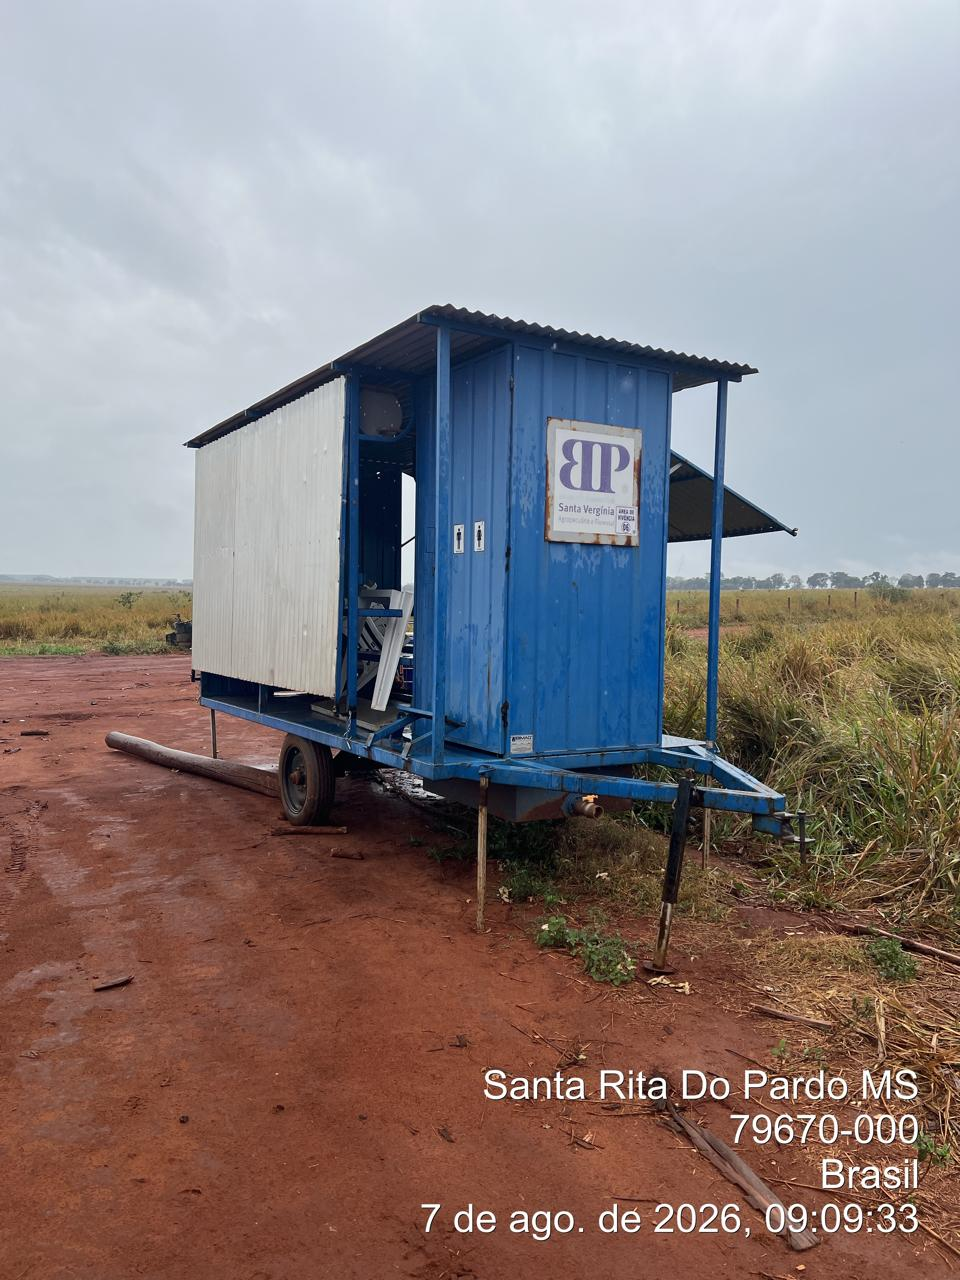 BP
Santa Vergínia
Agropecuária e Florestal
ÁREA DE
VIVÊNCIA
06
Santa Rita Do Pardo MS
79670-000
Brasil
7 de ago. de 2026, 09:09:33